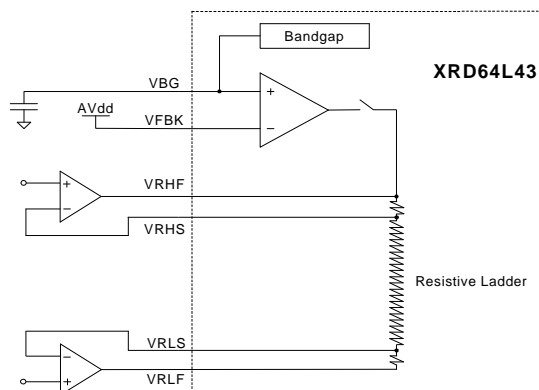 Bandgap
XRD64L43
VBG
+
AVdd
VFBK
−
+
VRHF
−
VRHS
Resistive Ladder
VRLS
−
+
VRLF